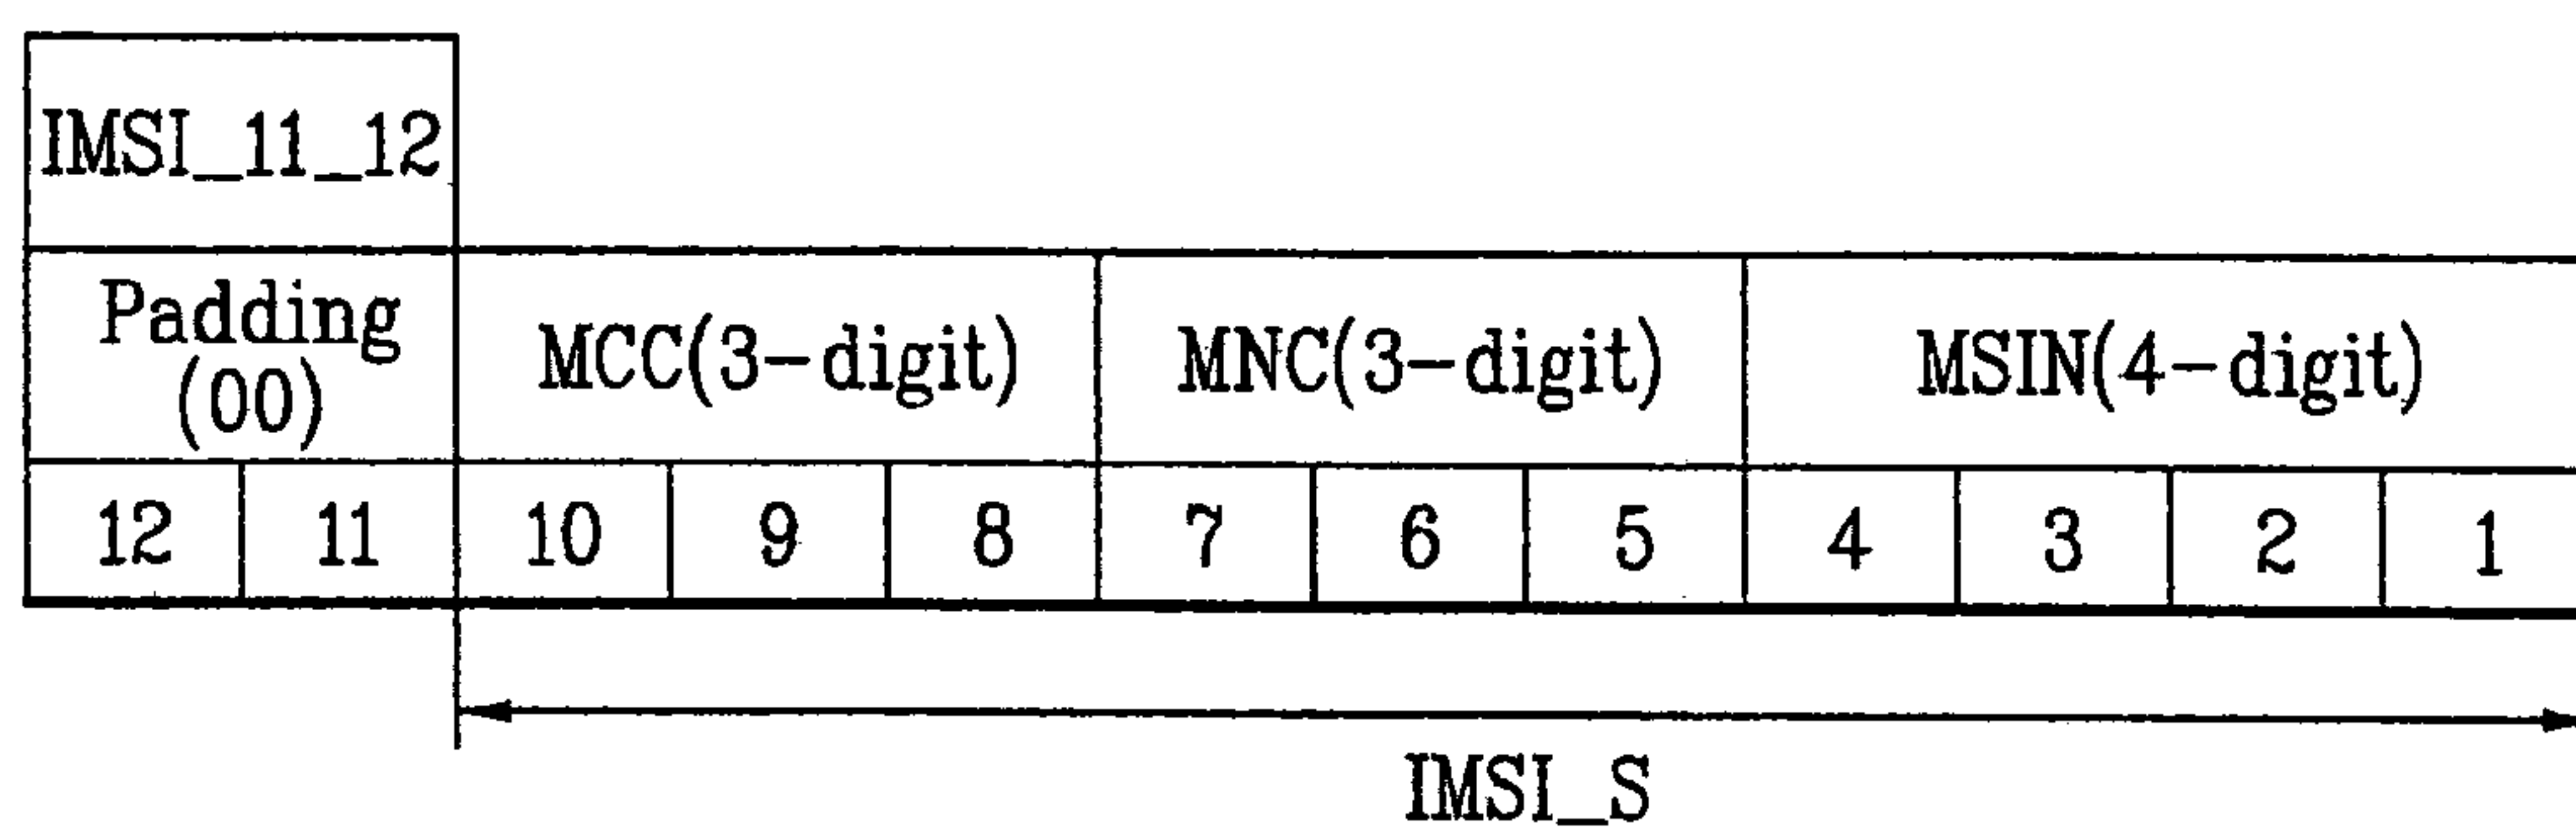 IMSI_11_12
Padding
(00)
MCC(3-digit)
MNC(3-digit)
MSIN(4-digit)
12 11 10 9 8 7 6 5 4 3 2 1
IMSI_S